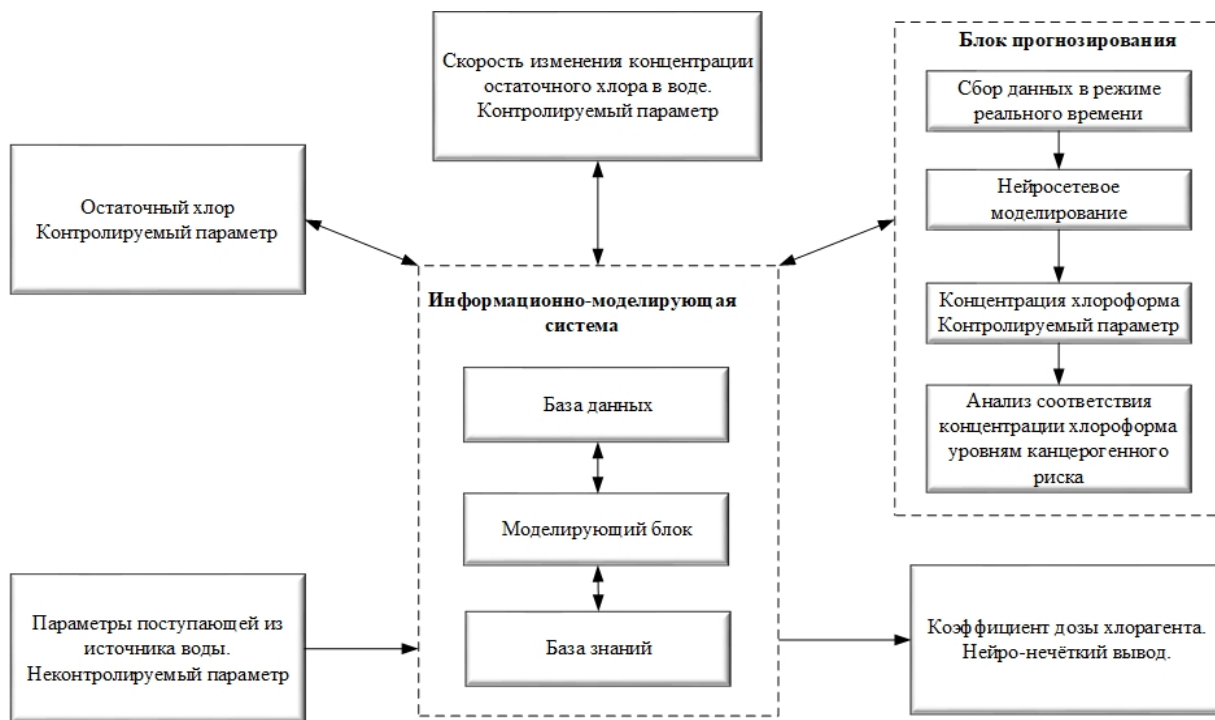 Скорость изменения концентрации
остаточного хлора в воде.
Контролируемый параметр
Блок прогнозирования
Сбор данных в режиме
реального времени
Нейросетевое
моделирование
Концентрация хлороформа
Контролируемый параметр
Анализ соответствия
концентрации хлороформа
уровням канцерогенного
риска
Остаточный хлор
Контролируемый параметр
Информационно-моделирующая
система
База данных
Моделирующий блок
База знаний
Параметры поступающей из
источника воды.
Неконтролируемый параметр
Коэффициент дозы хлорагента.
Нейро-нечёткий вывод.